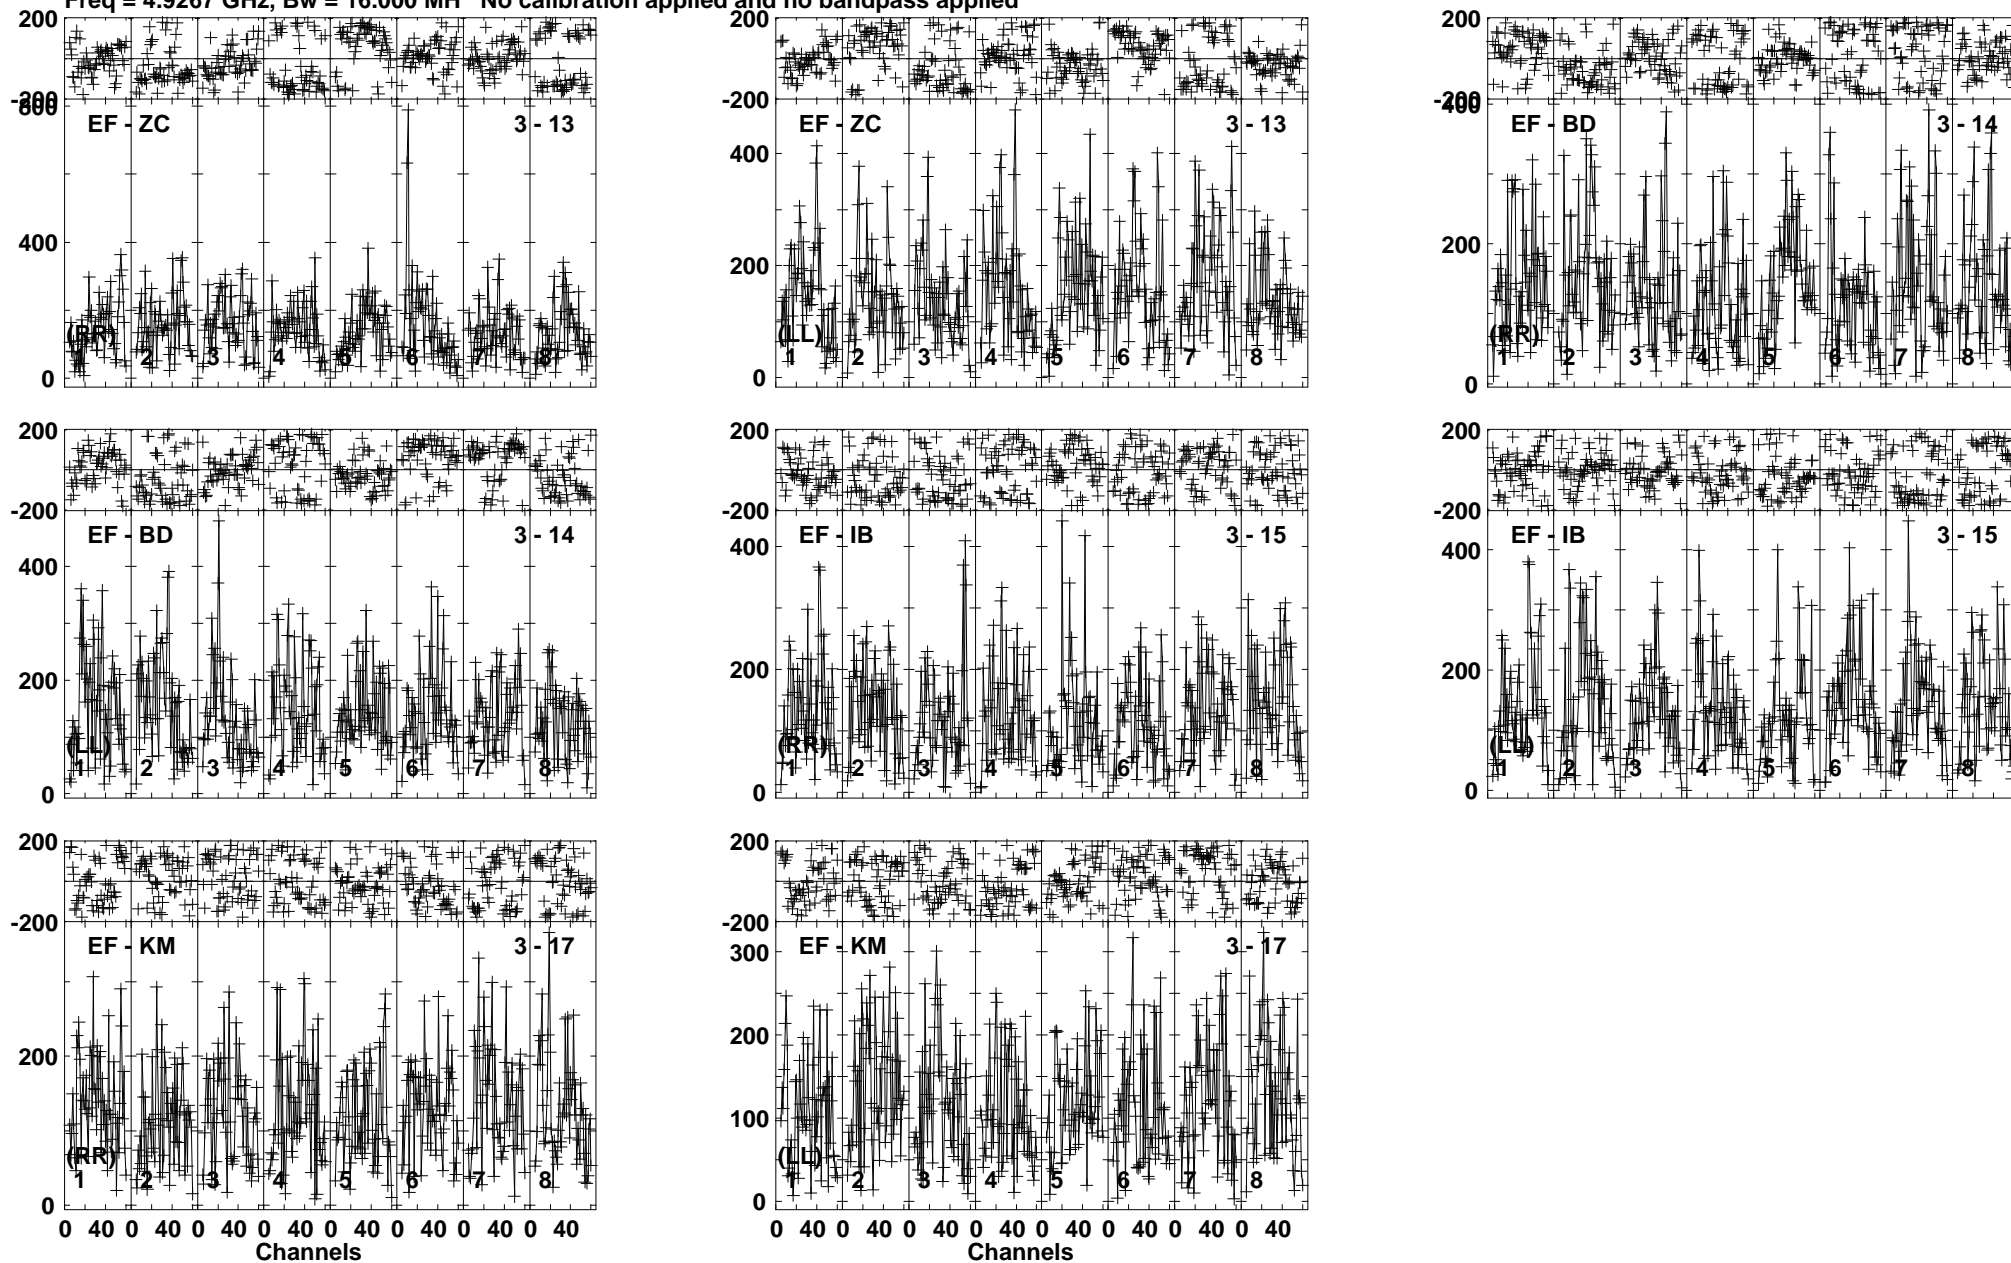 Freq = 4.9267 GHz, Bw = 16.000 MH No calibration applied and no bandpass applied
200
-200
800
400
0
EF - ZC 3 - 13
(RR)
1 2 3 4 5 6 7 8
200
-200
400
200
0
EF - ZC 3 - 13
(LL)
1 2 3 4 5 6 7 8
200
-200
400
200
0
EF - BD 3 - 14
(RR)
1 2 3 4 5 6 7 8
200
-200
400
200
0
EF - BD 3 - 14
(LL)
1 2 3 4 5 6 7 8
200
-200
400
200
0
EF - IB 3 - 15
(RR)
1 2 3 4 5 6 7 8
200
-200
400
200
0
EF - IB 3 - 15
(LL)
1 2 3 4 5 6 7 8
200
-200
200
0
EF - KM 3 - 17
(RR)
1 2 3 4 5 6 7 8
0 40 0 40 0 40 0 40 0 40 0 40 0 40 0 40
Channels
200
-200
300
200
100
0
EF - KM 3 - 17
(LL)
1 2 3 4 5 6 7 8
0 40 0 40 0 40 0 40 0 40 0 40 0 40 0 40
Channels